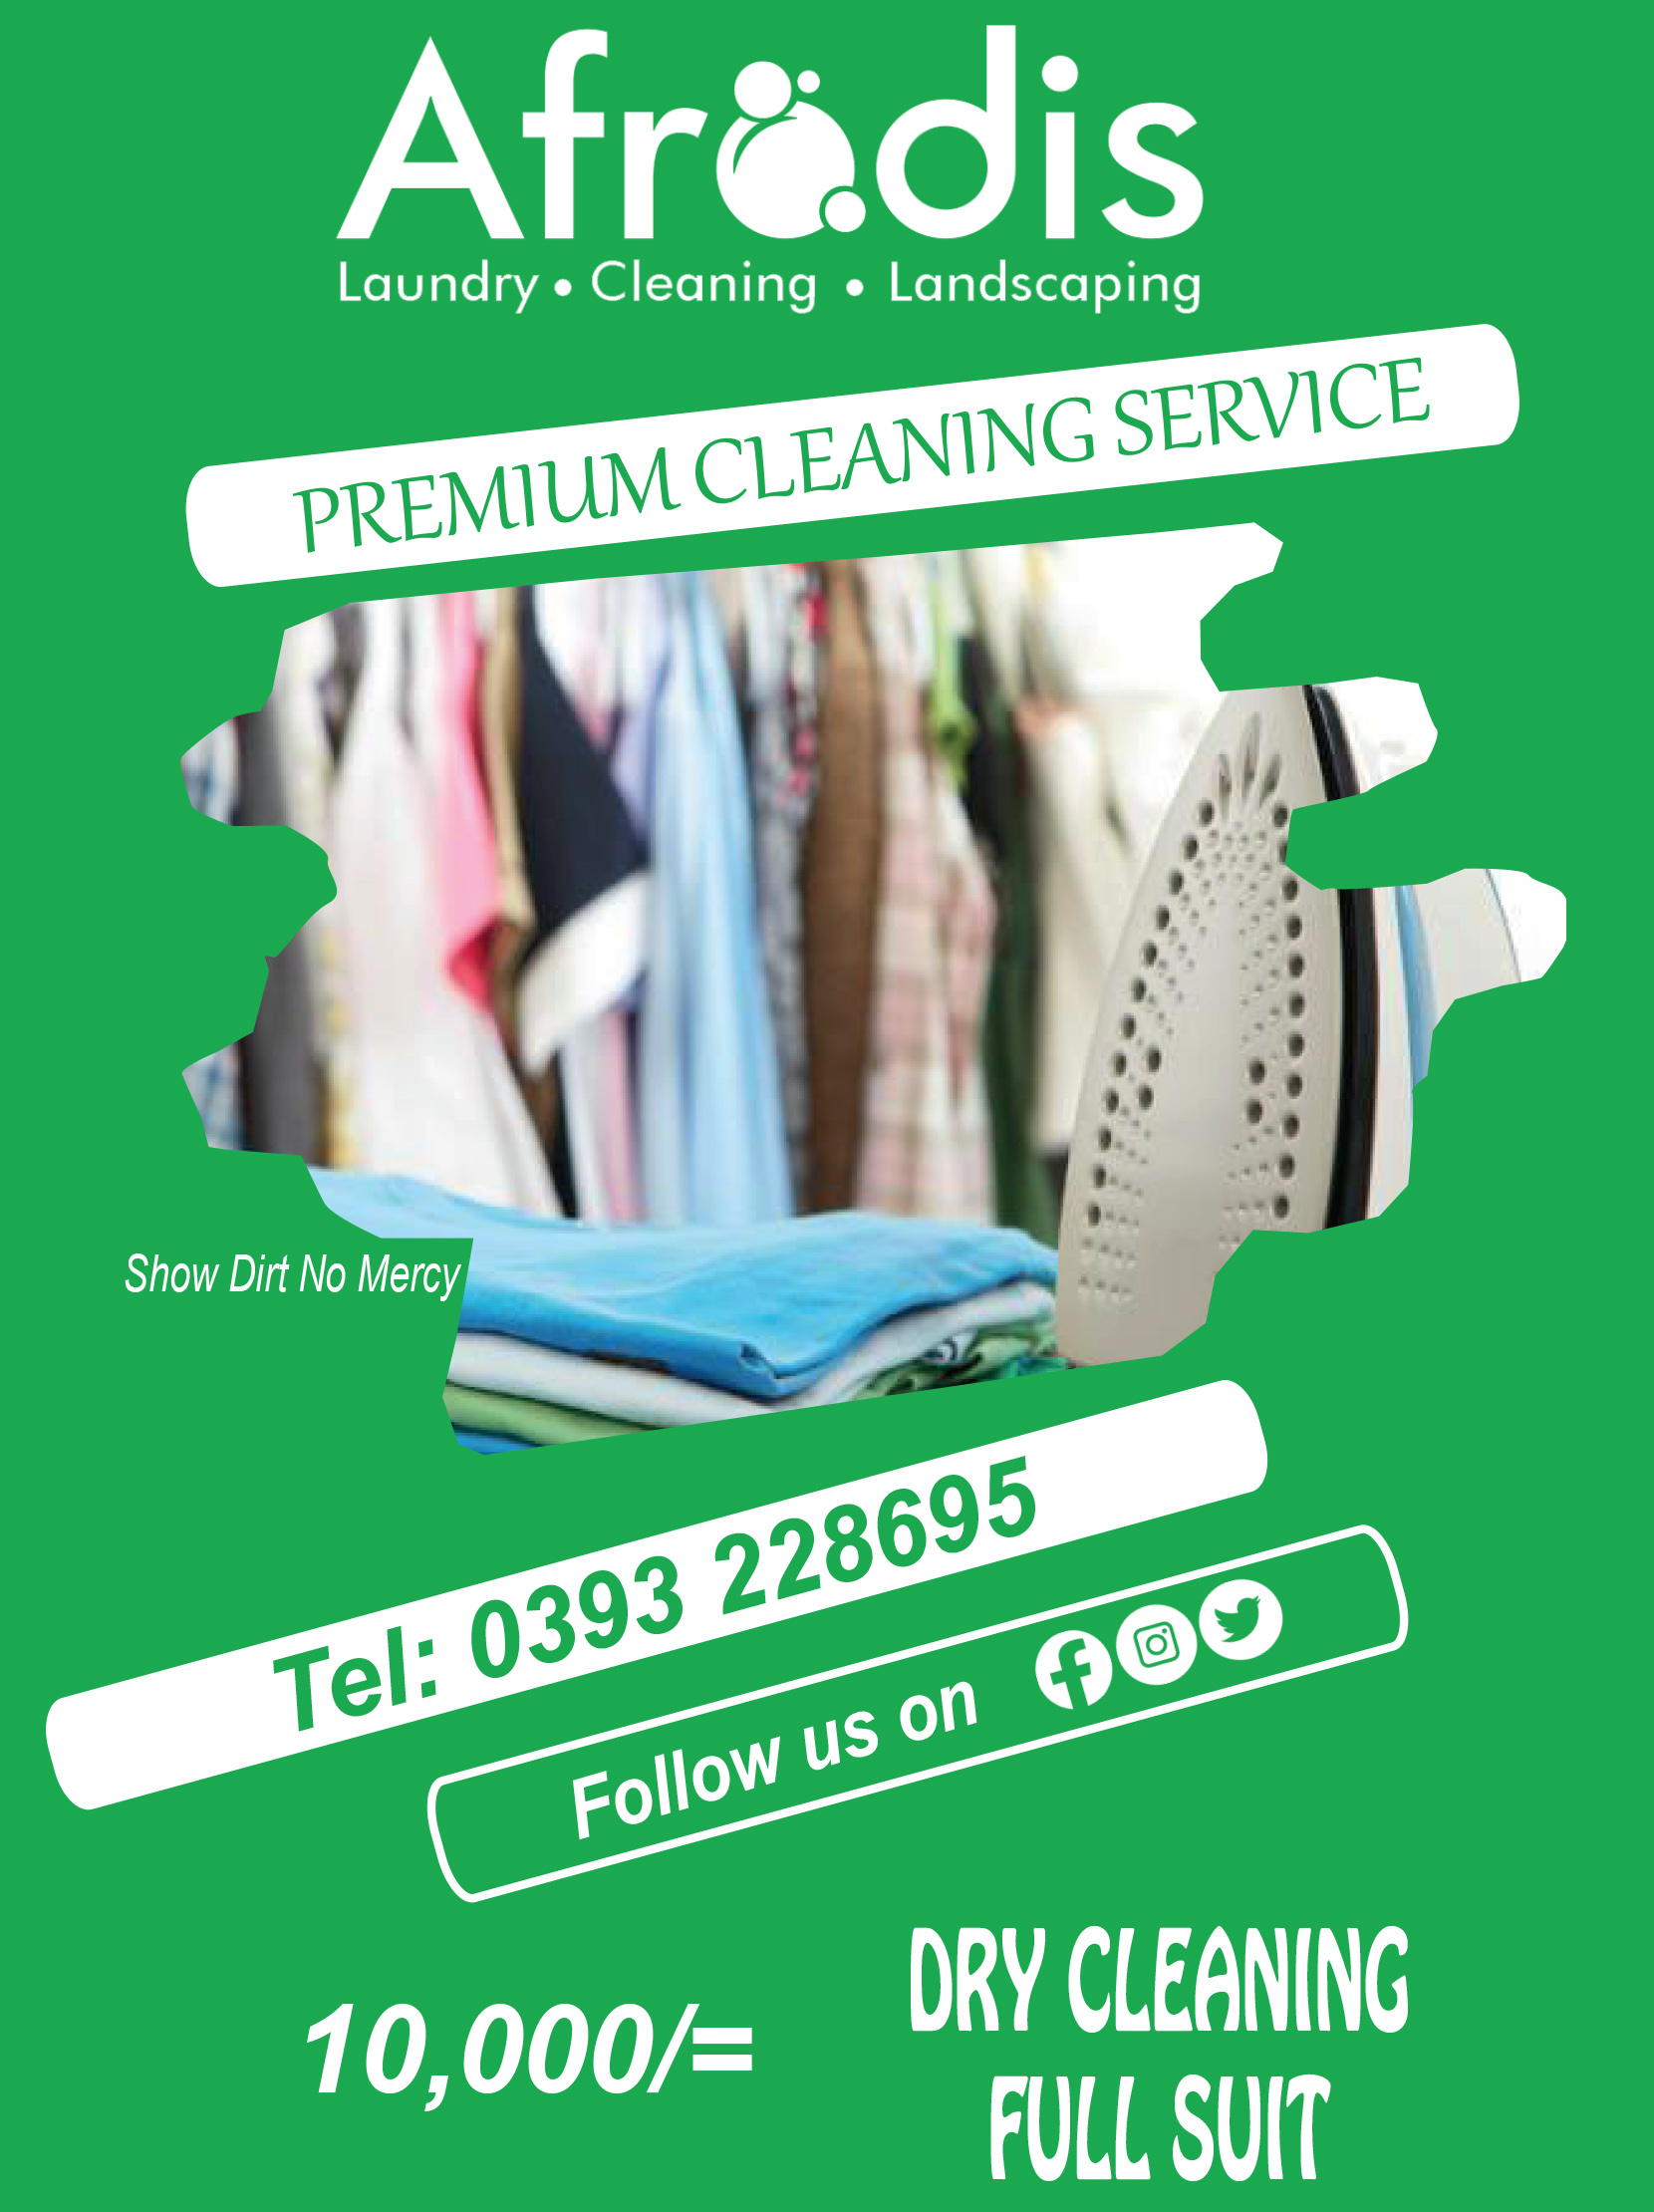 Afradis
Laundry • Cleaning • Landscaping
PREMIUM CLEANING SERVICE
Show Dirt No Mercy
Tel: 0393 228695
Follow us on
10,000/=
DRY CLEANING
FULL SUIT